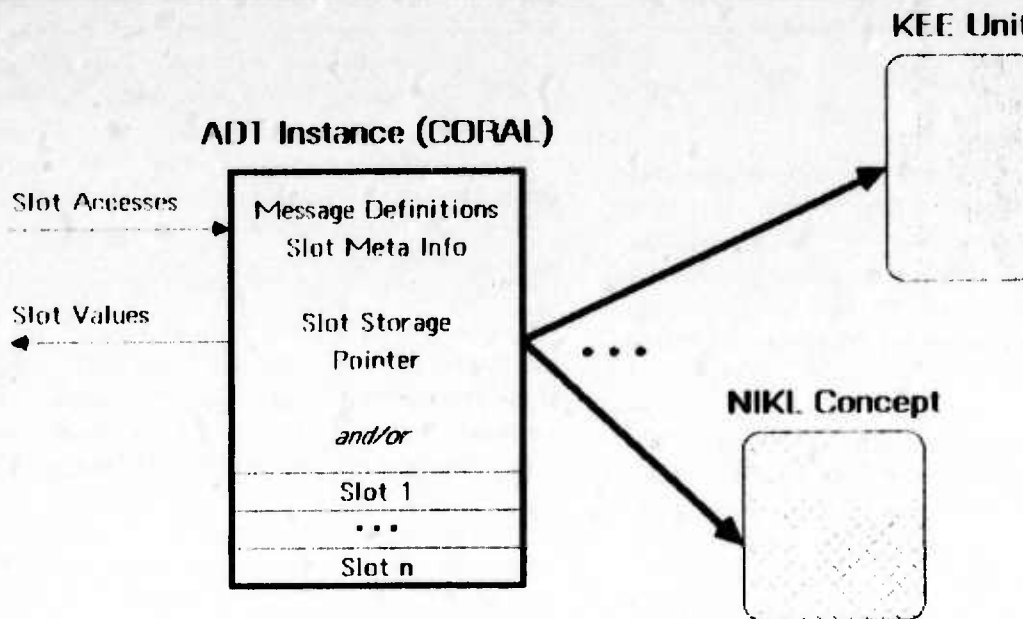 KEE Unit
ADT Instance (CORAL)
Slot Accesses
Message Definitions
Slot Meta Info
Slot Values
Slot Storage
Pointer
• • •
NIKL Concept
and/or
Slot 1
• • •
Slot n